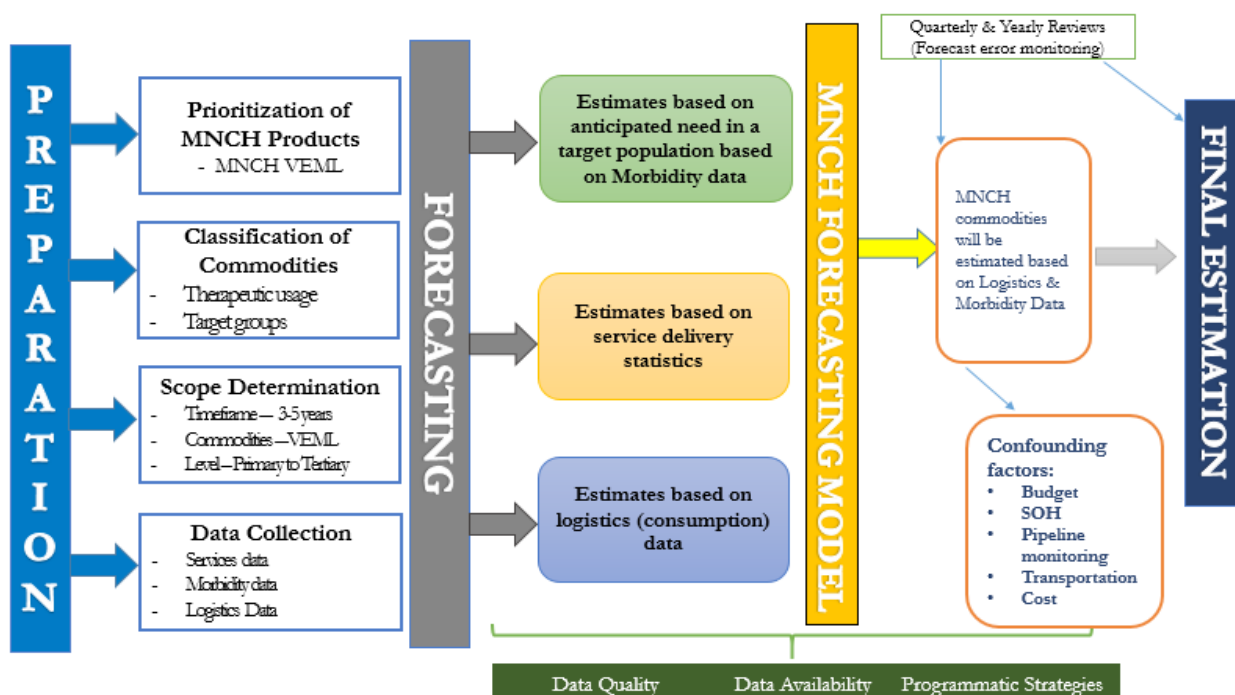 PREPARATION
Prioritization of
MNCH Products
- MNCH VEML
Classification of
Commodities
- Therapeutic usage
- Target groups
Scope Determination
- Timeframe – 3-5 years
- Commodities – VEML
- Level – Primary to Tertiary
Data Collection
- Services data
- Morbidity data
- Logistics Data
FORECASTING
Estimates based on
anticipated need in a
target population based
on Morbidity data
Estimates based on
service delivery
statistics
Estimates based on
logistics (consumption)
data
MNCH FORECASTING MODEL
Quarterly & Yearly Reviews
(Forecast error monitoring)
MNCH
commodities
will be
estimated based
on Logistics &
Morbidity Data
Confounding
factors:
• Budget
• SOH
• Pipeline
monitoring
• Transportation
• Cost
FINAL ESTIMATION
Data Quality Data Availability Programmatic Strategies